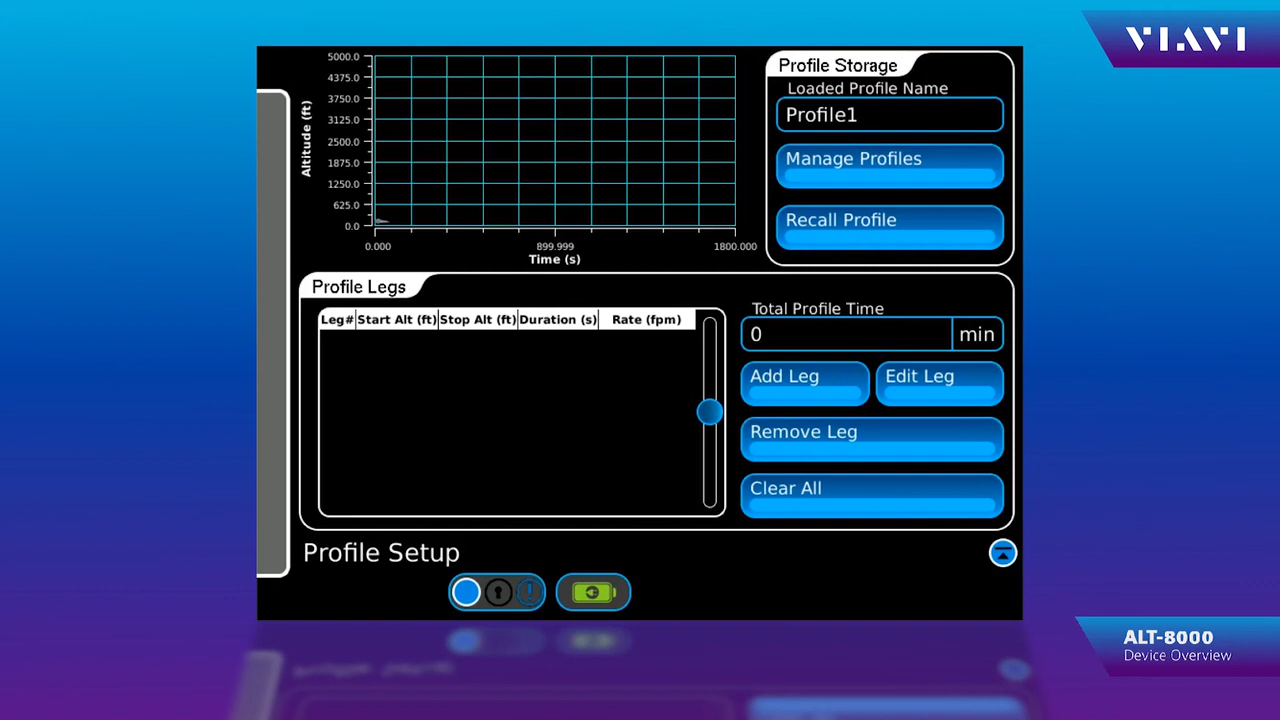 VIAVI
5000.0
4375.0
3750.0
3125.0
2500.0
1875.0
1250.0
625.0
0.0
Altitude (ft)
0.000
899.999
1800.000
Time (s)
Profile Storage
Loaded Profile Name
Profile1
Manage Profiles
Recall Profile
Profile Legs
Leg# Start Alt (ft) Stop Alt (ft) Duration (s) Rate (fpm)
Total Profile Time
0 min
Add Leg
Edit Leg
Remove Leg
Clear All
Profile Setup
ALT-8000
Device Overview